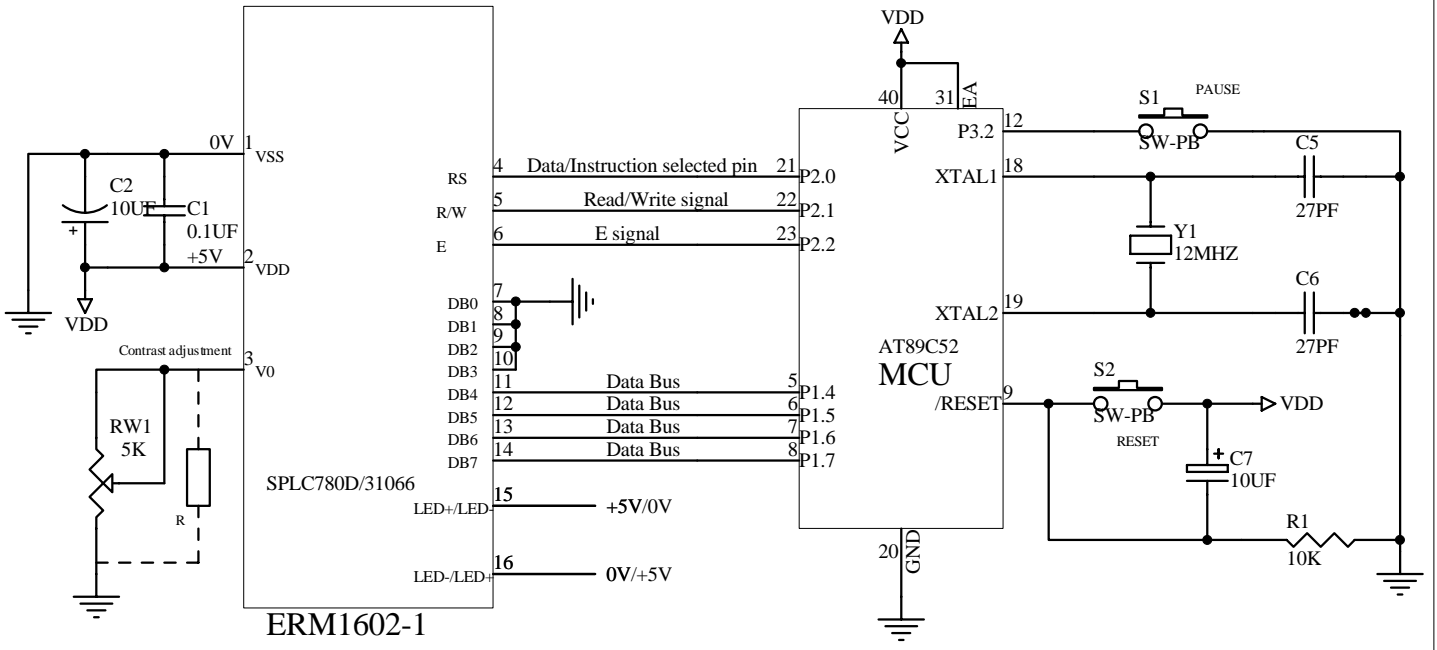 VDD
40
31
EA
VCC
S1
PAUSE
SW-PB
P3.2
12
0V
1
VSS
C2
10UF
+
C1
0.1UF
+5V
2
VDD
VDD
Contrast adjustment
3
V0
RW1
5K
R
SPLC780D/31066
ERM1602-1
RS
4
Data/Instruction selected pin
21
P2.0
R/W
5
Read/Write signal
22
P2.1
E
6
E signal
23
P2.2
DB0
7
DB1
8
DB2
9
DB3
10
DB4
11
Data Bus
5
P1.4
DB5
12
Data Bus
6
P1.5
DB6
13
Data Bus
7
P1.6
DB7
14
Data Bus
8
P1.7
LED+/LED-
15
+5V/0V
LED-/LED+
16
0V/+5V
XTAL1
18
C5
27PF
Y1
12MHZ
XTAL2
19
C6
27PF
AT89C52
MCU
/RESET
9
S2
SW-PB
RESET
VDD
+
C7
10UF
R1
10K
20
GND